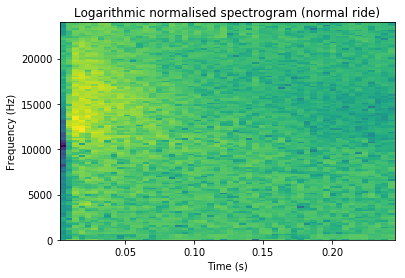 Logarithmic normalised spectrogram (normal ride)
20000
15000
10000
5000
0
Frequency (Hz)
0.05 0.10 0.15 0.20
Time (s)